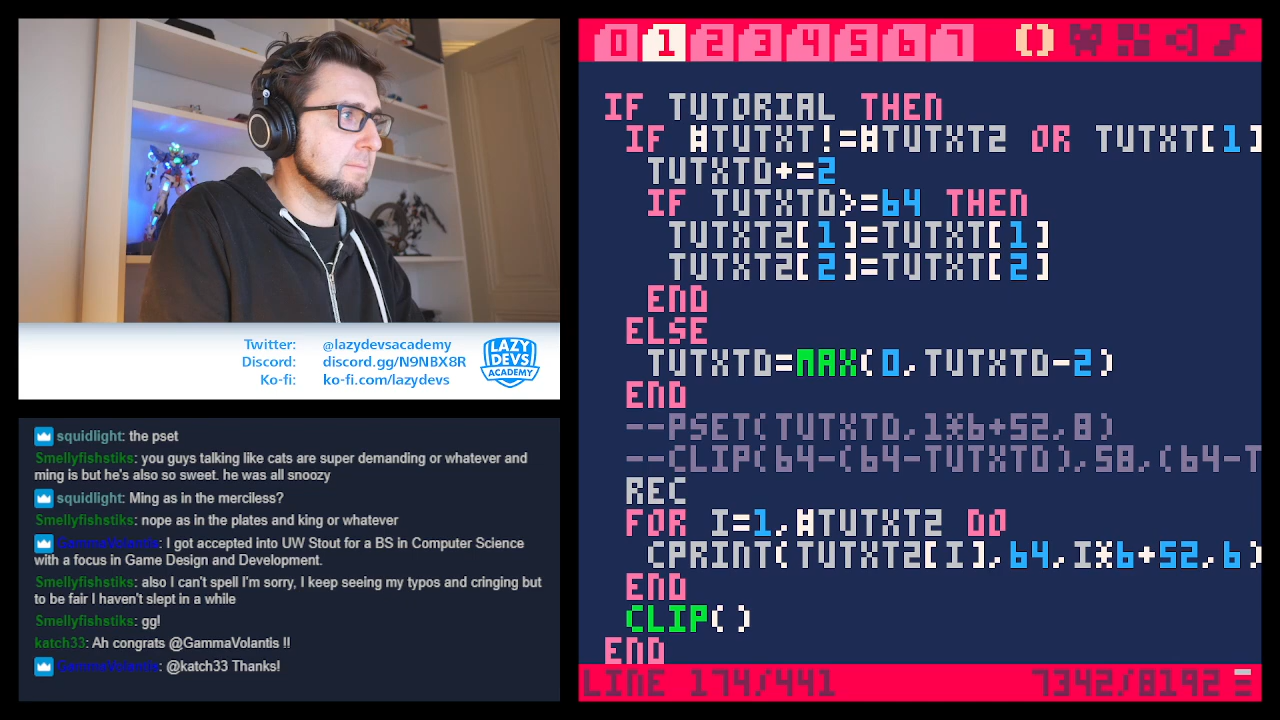 0 1 2 3 4 5 6 7 ()
IF TUTORIAL THEN
IF #TUTXT!=#TUTXT2 OR TUTXT[1]
TUTXTO+=2
IF TUTXTO>=64 THEN
TUTXT2[1]=TUTXT[1]
TUTXT2[2]=TUTXT[2]
END
ELSE
TUTXTO=MAX(0,TUTXTO-2)
END
--PSET(TUTXTO,1*6+52,8)
--CLIP(64-(64-TUTXTO),58,(64-T
REC
FOR I=1,#TUTXT2 DO
CPRINT(TUTXT2[I],64,I*6+52,6)
END
CLIP()
END
LINE 174/441 7342/8192
Twitter: @lazydevsacademy
Discord: discord.gg/N9NBX8R
Ko-fi: ko-fi.com/lazydevs
LAZY
DEVS
ACADEMY
squidlight: the pset
Smellyfishstiks: you guys talking like cats are super demanding or whatever and
ming is but he's also so sweet. he was all snoozy
squidlight: Ming as in the merciless?
Smellyfishstiks: nope as in the plates and king or whatever
GammaVolantis: I got accepted into UW Stout for a BS in Computer Science
with a focus in Game Design and Development.
Smellyfishstiks: also I can't spell I'm sorry, I keep seeing my typos and cringing but
to be fair I haven't slept in a while
Smellyfishstiks: gg!
katch33: Ah congrats @GammaVolantis !!
GammaVolantis: @katch33 Thanks!